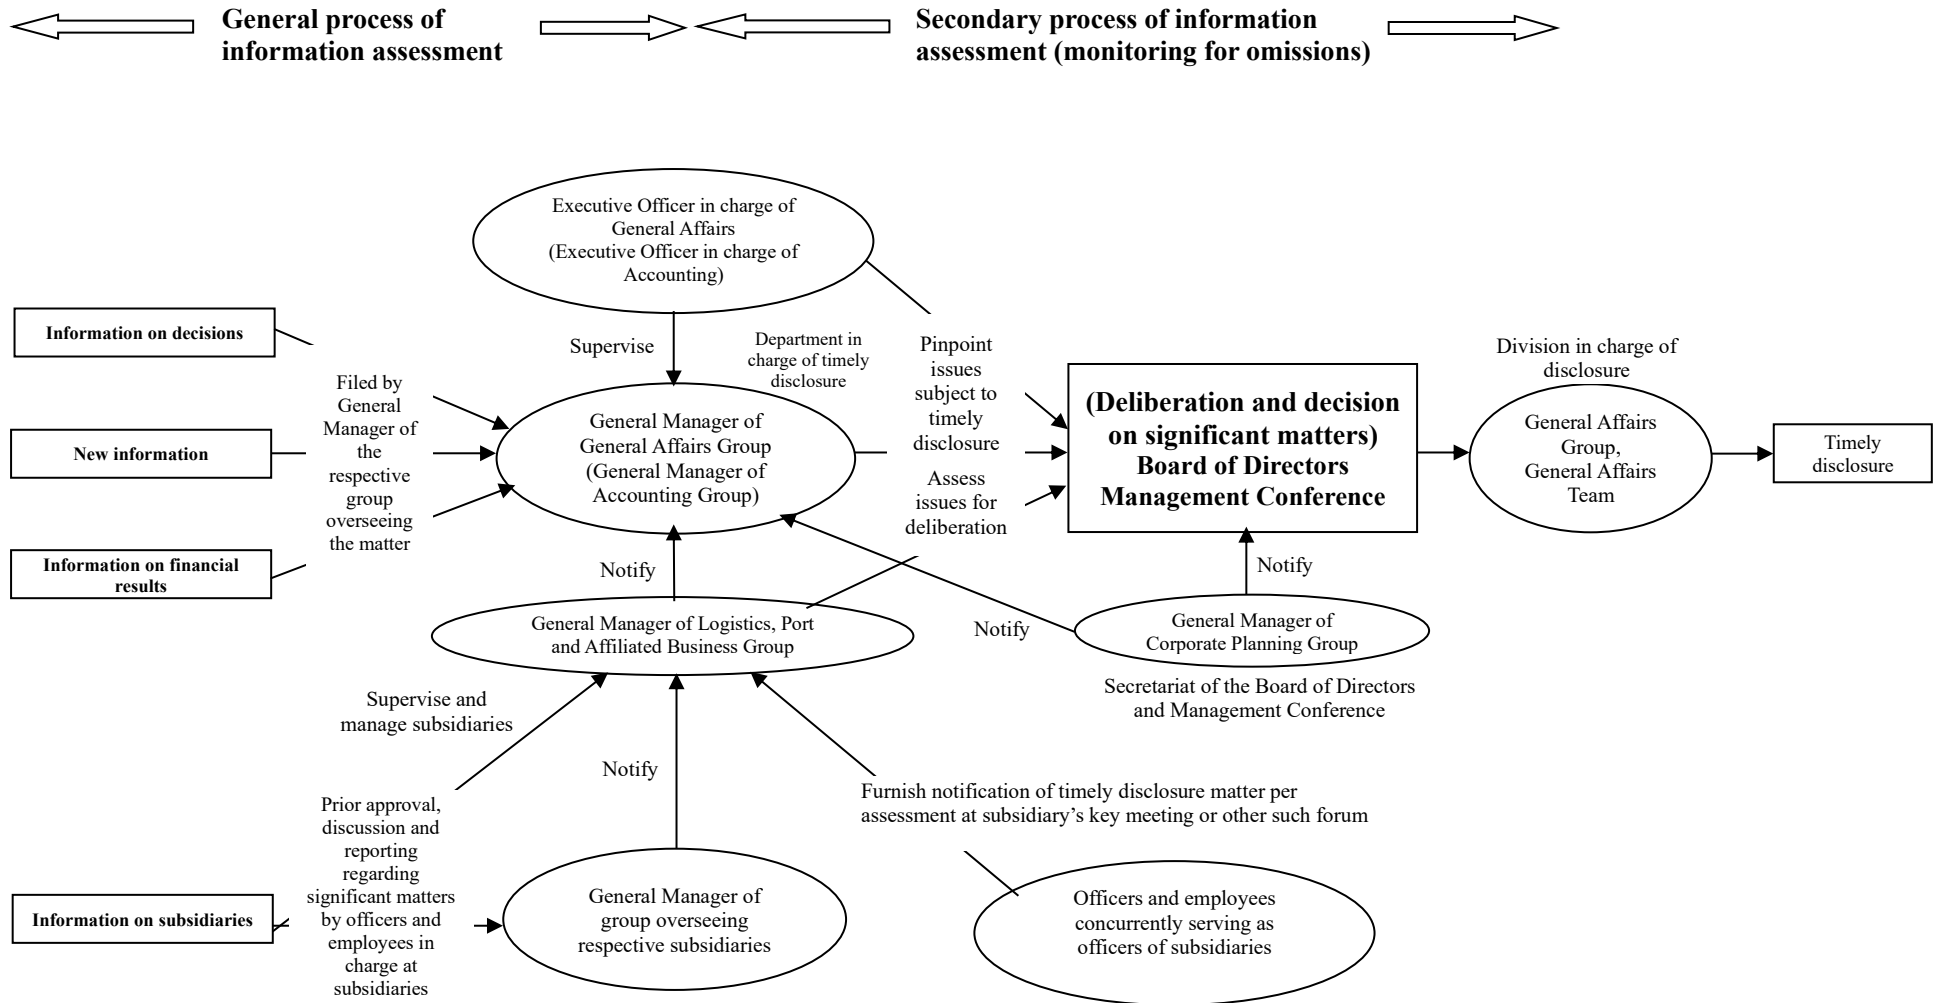 General process of
information assessment
Secondary process of information
assessment (monitoring for omissions)
Executive Officer in charge of
General Affairs
(Executive Officer in charge of
Accounting)
Information on decisions
Supervise
Department in
charge of timely
disclosure
Pinpoint
issues
subject to
timely
disclosure
Division in charge of
disclosure
Filed by
General
Manager of
the
respective
group
overseeing
the matter
General Manager of
General Affairs Group
(General Manager of
Accounting Group)
(Deliberation and decision
on significant matters)
Board of Directors
Management Conference
General Affairs
Group,
General Affairs
Team
Timely
disclosure
New information
Assess
issues for
deliberation
Information on financial
results
Notify
Notify
General Manager of Logistics, Port
and Affiliated Business Group
Notify
General Manager of
Corporate Planning Group
Secretariat of the Board of Directors
and Management Conference
Supervise and
manage subsidiaries
Notify
Furnish notification of timely disclosure matter per
assessment at subsidiary’s key meeting or other such forum
Prior approval,
discussion and
reporting
regarding
significant matters
by officers and
employees in
charge at
subsidiaries
Information on subsidiaries
General Manager of
group overseeing
respective subsidiaries
Officers and employees
concurrently serving as
officers of subsidiaries